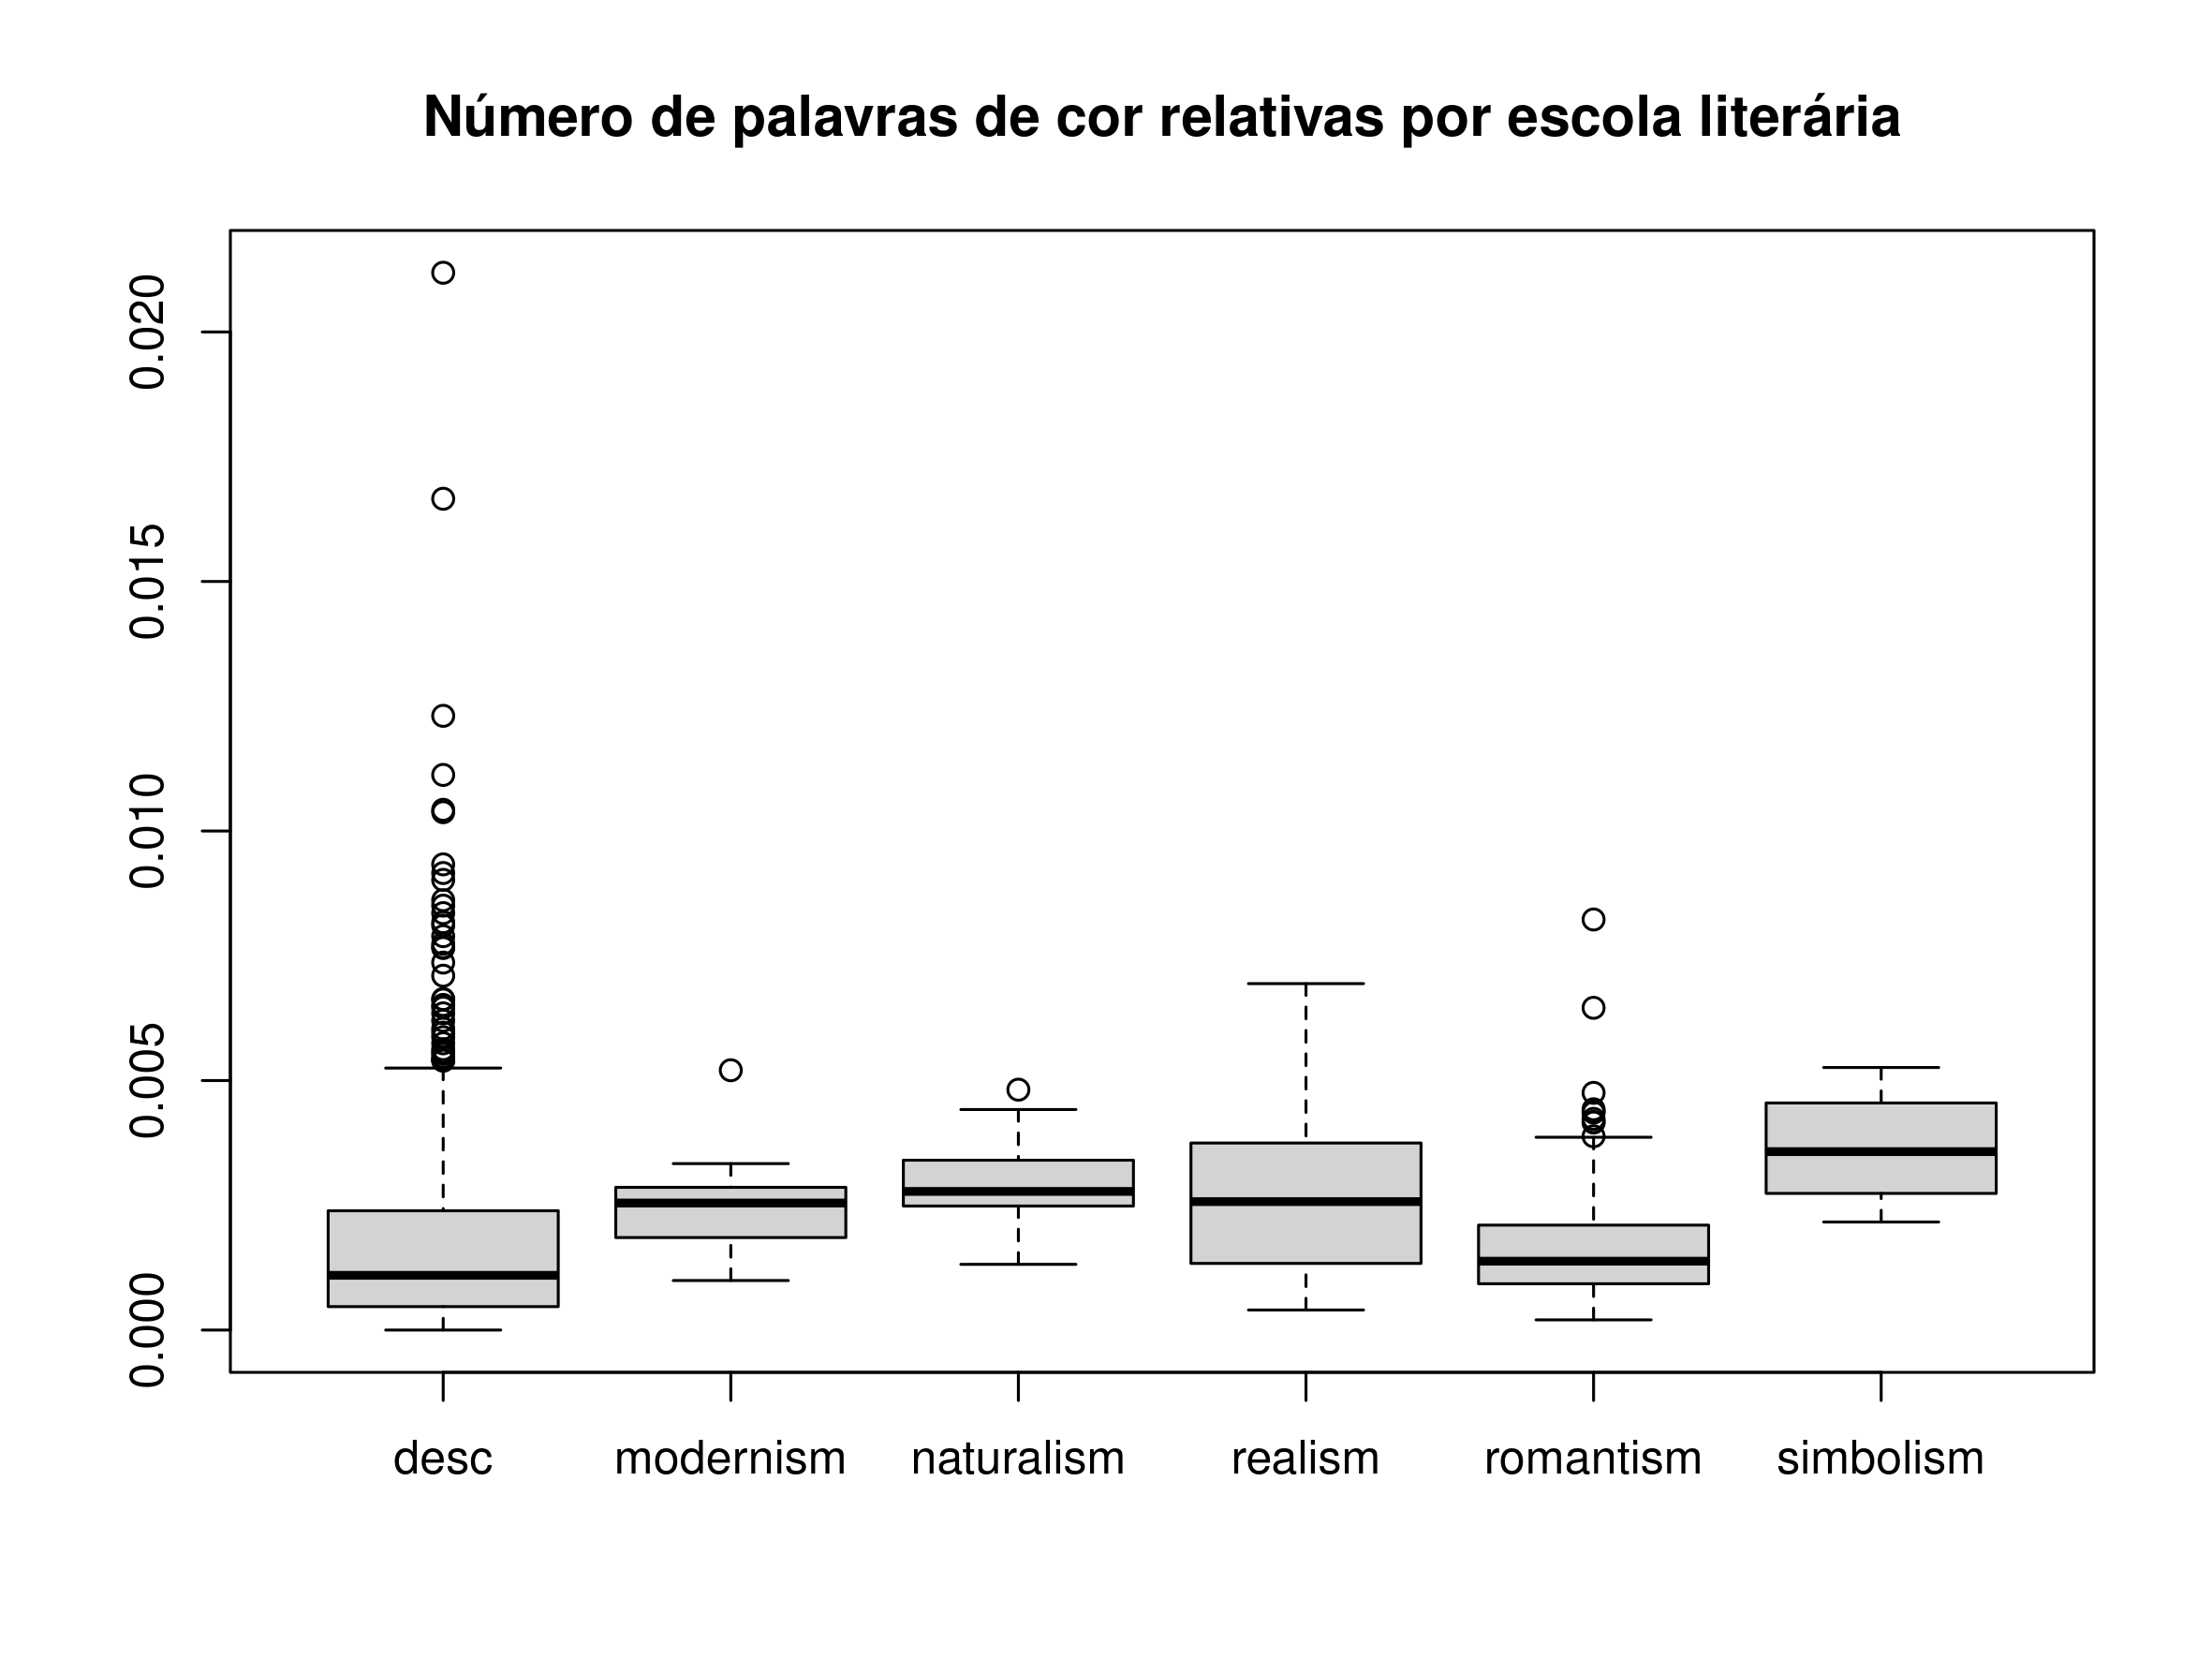 Número de palavras de cor relativas por escola literária
0.020
0.015
0.010
0.005
0.000
desc modernism naturalism realism romantism simbolism